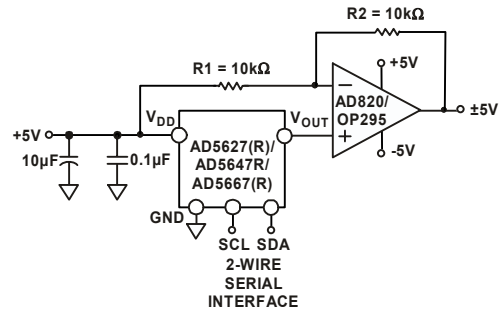 R2 = 10kΩ
R1 = 10kΩ
+5V
–
AD820/
OP295
+
±5V
-5V
+5V
10µF
0.1µF
VDD
VOUT
AD5627(R)/
AD5647R/
AD5667(R)
GND
SCL SDA
2-WIRE
SERIAL
INTERFACE